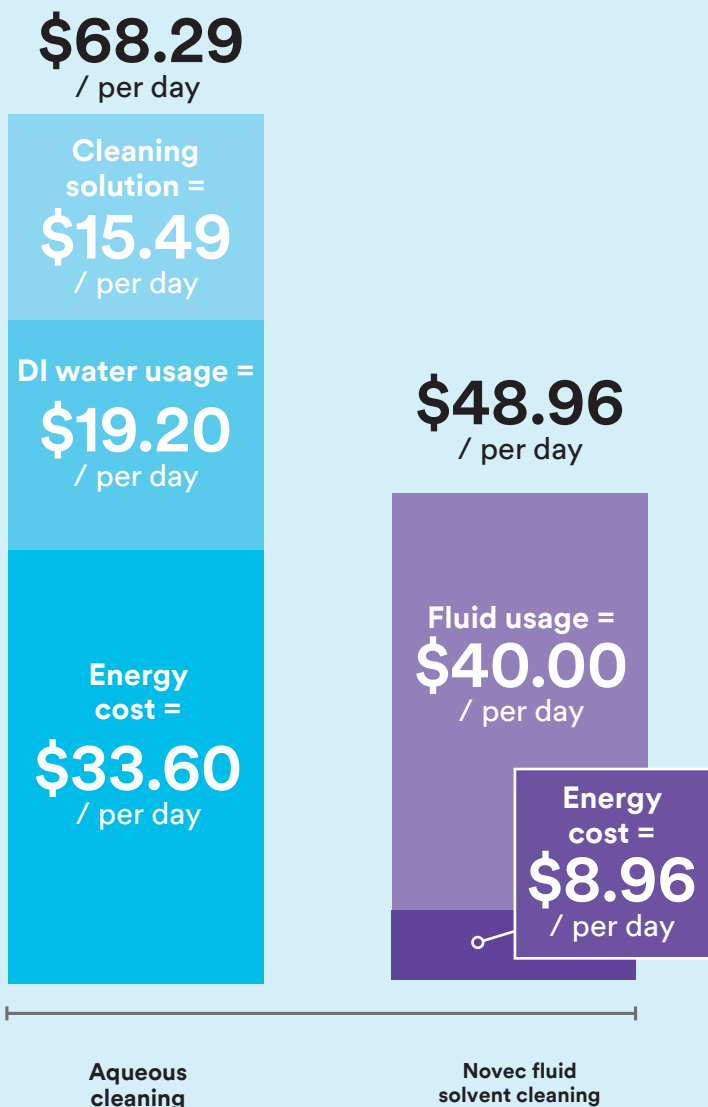 $68.29
/ per day
Cleaning
solution =
$15.49
/ per day
DI water usage =
$19.20
/ per day
Energy
cost =
$33.60
/ per day
Aqueous
cleaning
$48.96
/ per day
Fluid usage =
$40.00
/ per day
Energy
cost =
$8.96
/ per day
Novec fluid
solvent cleaning